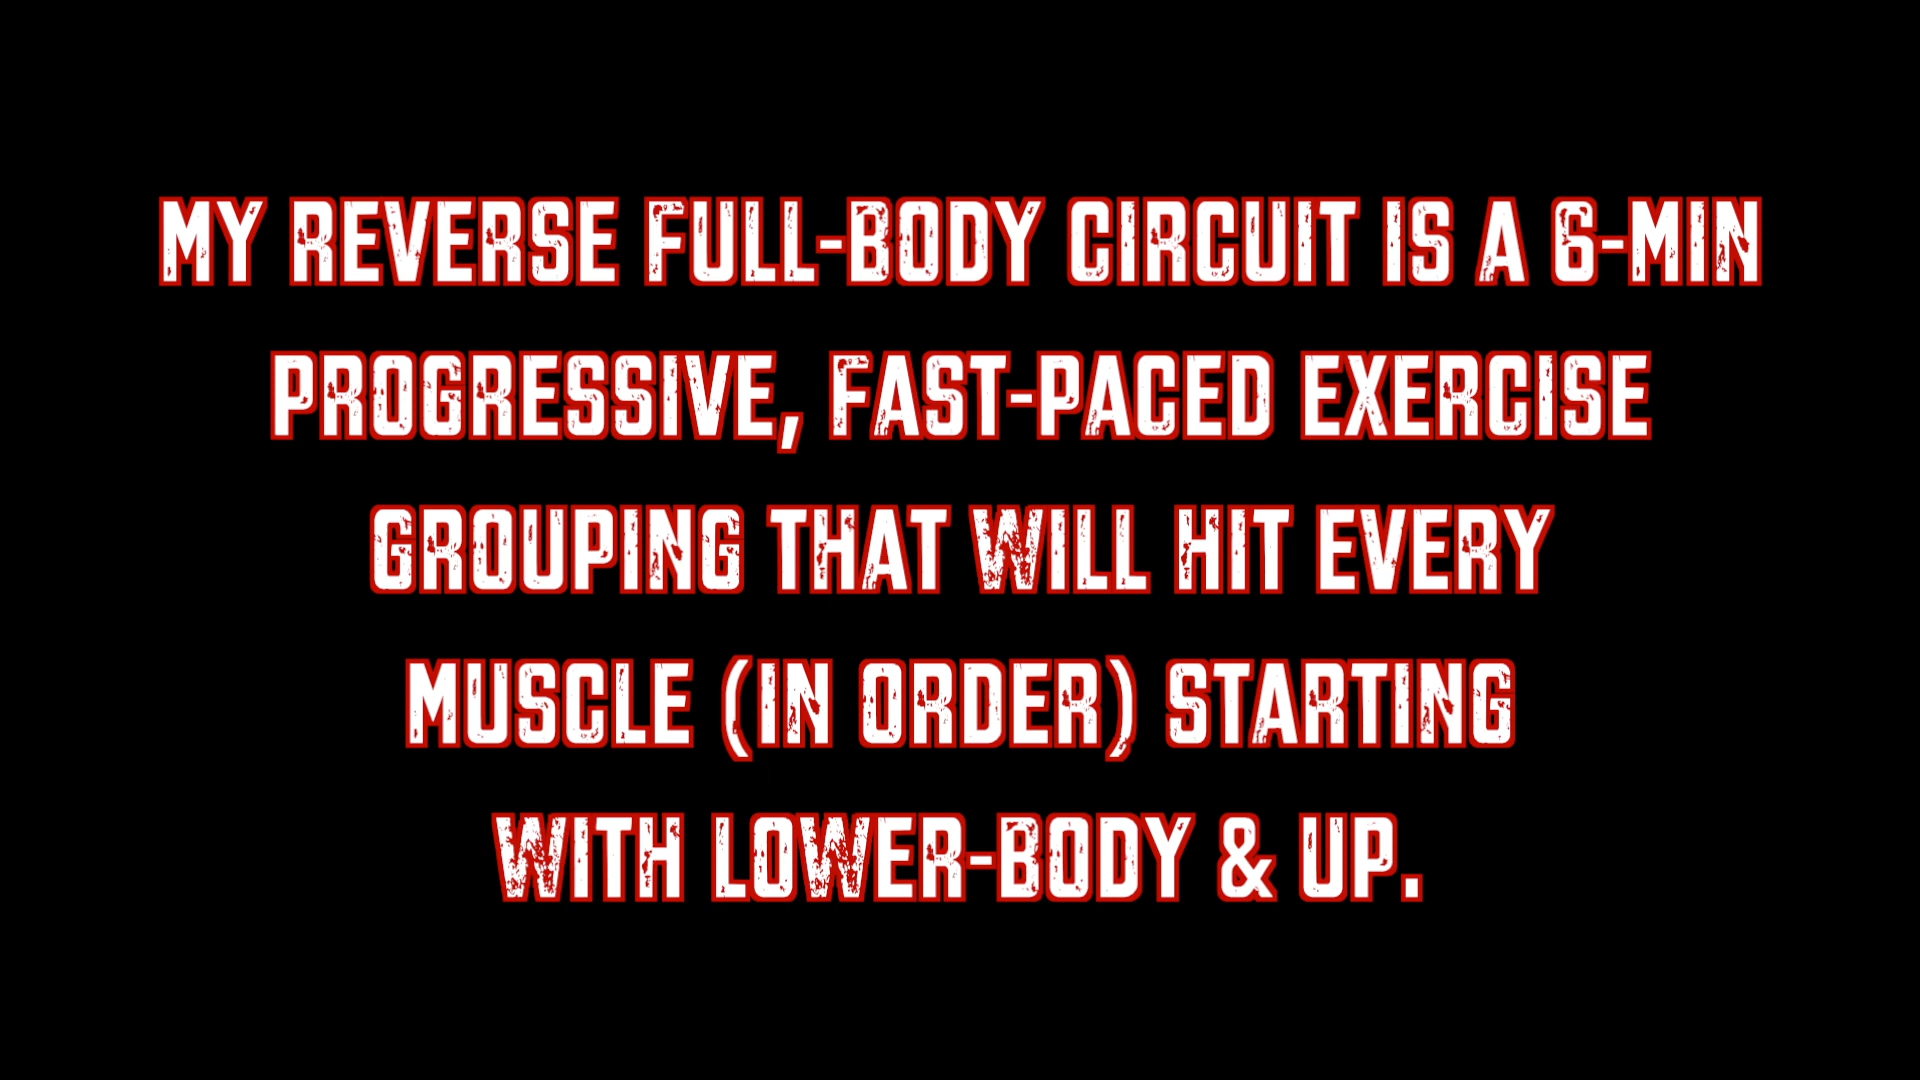 MY REVERSE FULL-BODY CIRCUIT IS A 6-MIN
PROGRESSIVE, FAST-PACED EXERCISE
GROUPING THAT WILL HIT EVERY
MUSCLE (IN ORDER) STARTING
WITH LOWER-BODY & UP.